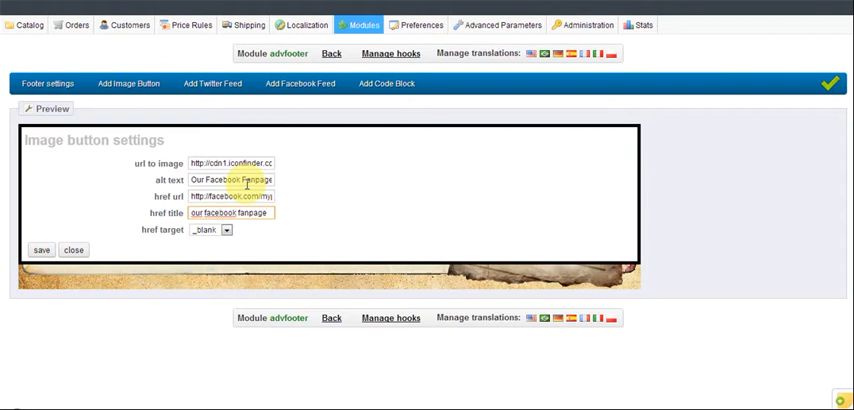 Catalog Orders Customers Price Rules Shipping Localization Modules Preferences Advanced Parameters Administration Stats
Module advfooter Back Manage hooks Manage translations:
Footer settings Add Image Button Add Twitter Feed Add Facebook Feed Add Code Block
Preview
Image button settings
url to image http://cdn1.iconfinder.co
alt text Our Facebook Fanpage
href url http://facebook.com/my
href title our facebook fanpage
href target _blank
save close
Module advfooter Back Manage hooks Manage translations: